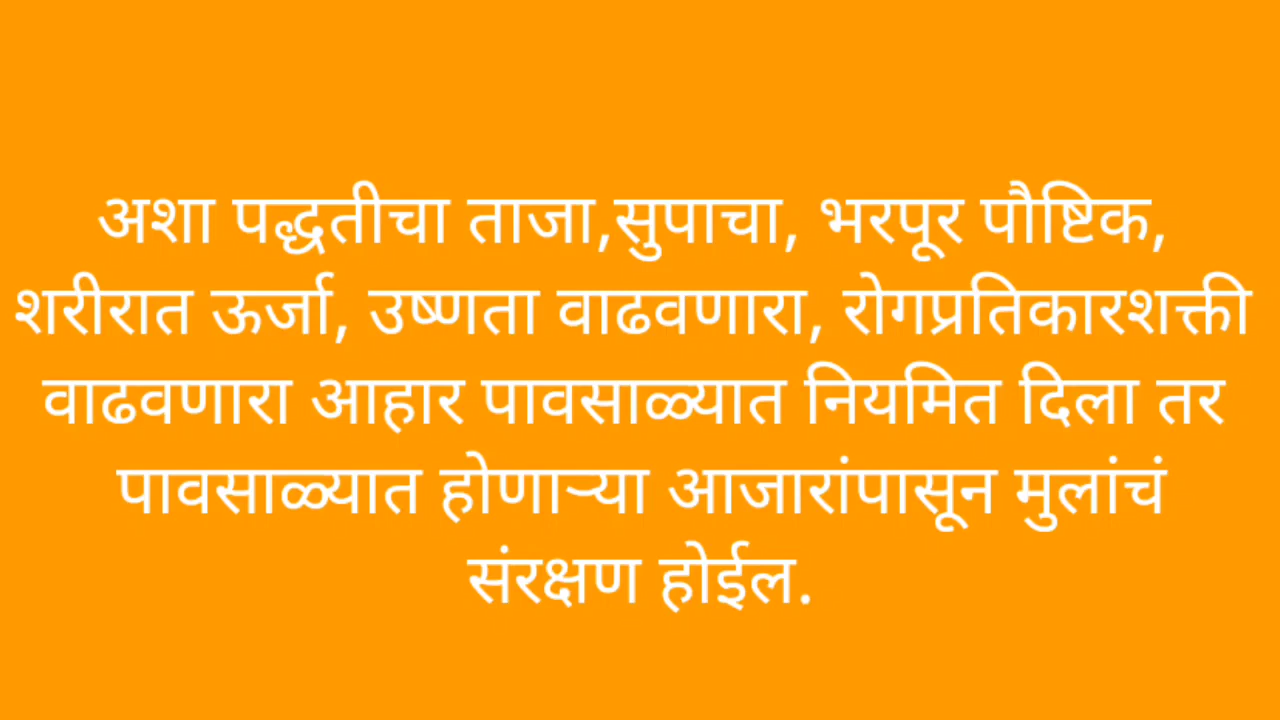 अशा पद्धतीचा ताजा,सुपाचा, भरपूर पौष्टिक,
शरीरात ऊर्जा, उष्णता वाढवणारा, रोगप्रतिकारशक्ती
वाढवणारा आहार पावसाळ्यात नियमित दिला तर
पावसाळ्यात होणाऱ्या आजारांपासून मुलांचं
संरक्षण होईल.